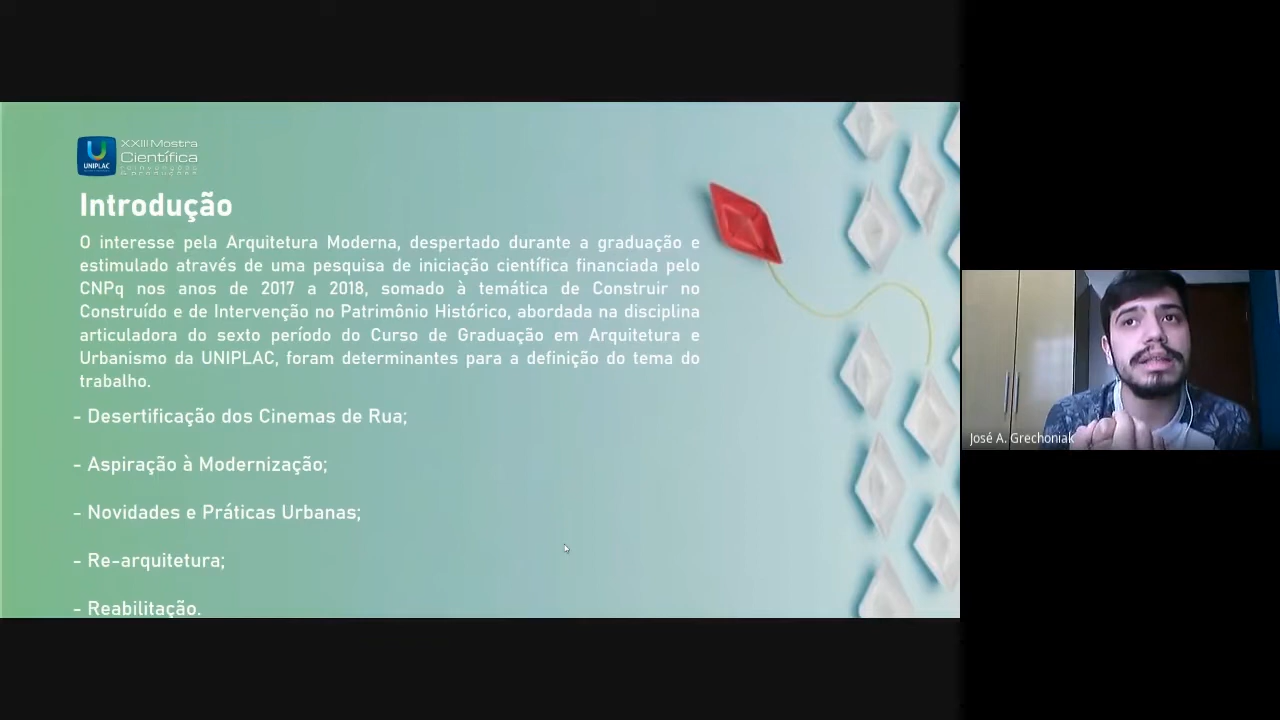 XXIII Mostra
Científica
UNIPLAC
Introdução
O interesse pela Arquitetura Moderna, despertado durante a graduação e
estimulado através de uma pesquisa de iniciação científica financiada pelo
CNPq nos anos de 2017 a 2018, somado à temática de Construir no
Construído e de Intervenção no Patrimônio Histórico, abordada na disciplina
articuladora do sexto período do Curso de Graduação em Arquitetura e
Urbanismo da UNIPLAC, foram determinantes para a definição do tema do
trabalho.
- Desertificação dos Cinemas de Rua;
- Aspiração à Modernização;
- Novidades e Práticas Urbanas;
- Re-arquitetura;
- Reabilitação.
José A. Grechoniak